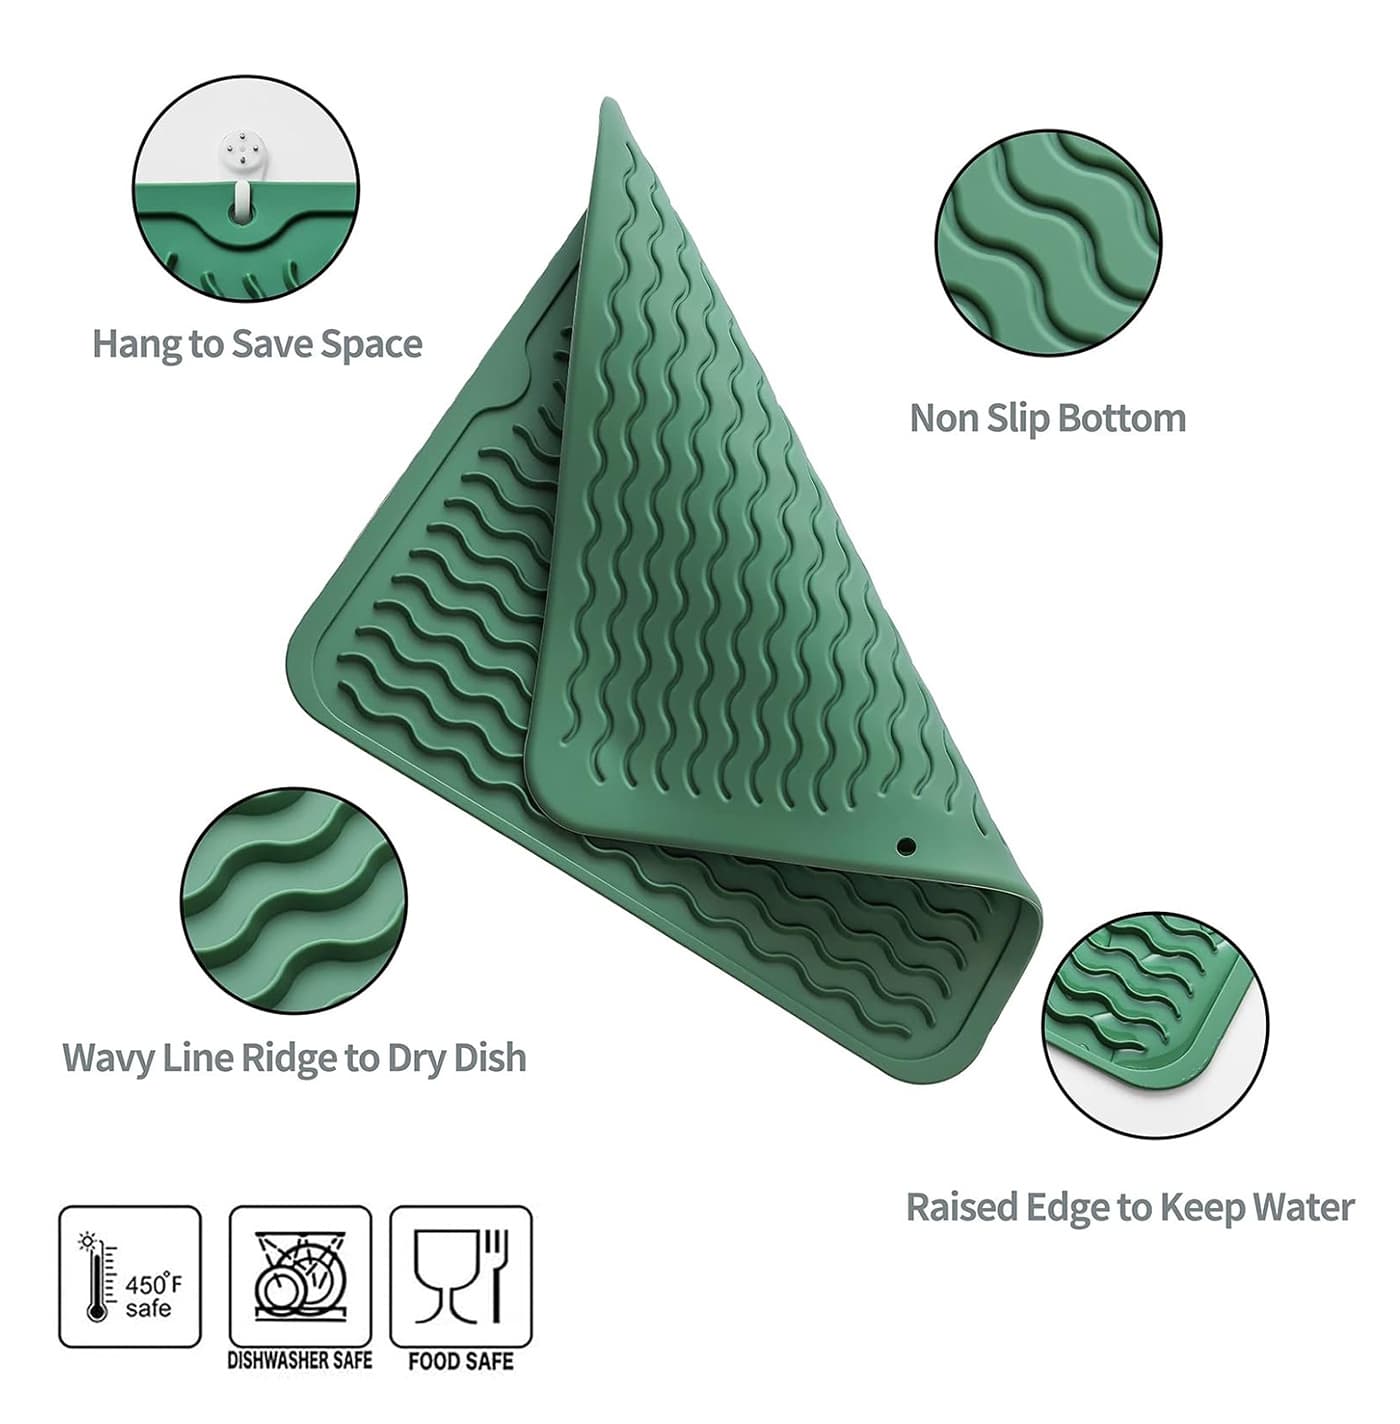 Hang to Save Space
Non Slip Bottom
Wavy Line Ridge to Dry Dish
Raised Edge to Keep Water
450°F
safe
DISHWASHER SAFE
FOOD SAFE